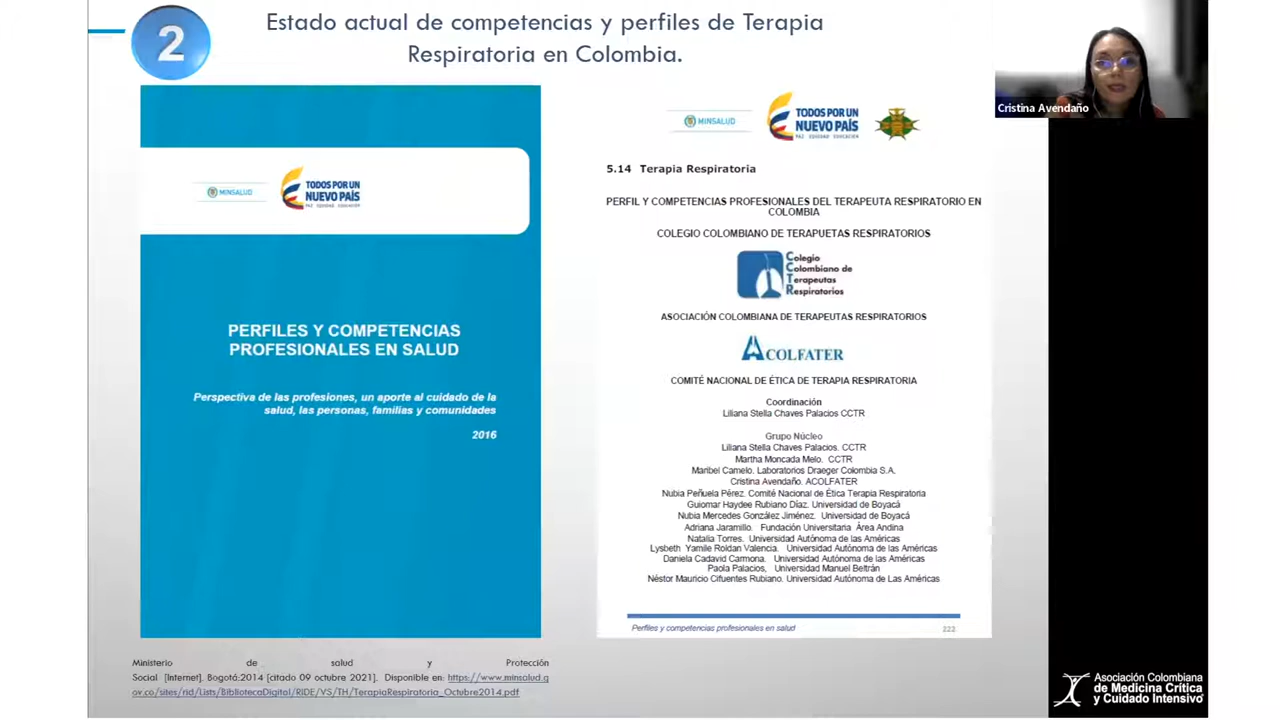 2
Estado actual de competencias y perfiles de Terapia
Respiratoria en Colombia.
MINSALUD
TODOS POR UN
NUEVO PAÍS
PAZ EQUIDAD EDUCACIÓN
PERFILES Y COMPETENCIAS
PROFESIONALES EN SALUD
Perspectiva de las profesiones, un aporte al cuidado de la
salud, las personas, familias y comunidades
2016
Ministerio de salud y Protección
Social [Internet]. Bogotá:2014 [citado 09 octubre 2021]. Disponible en: https://www.minsalud.g
ov.co/sites/rid/Lists/BibliotecaDigital/RIDE/VS/TH/TerapiaRespiratoria_Octubre2014.pdf
MINSALUD
TODOS POR UN
NUEVO PAÍS
PAZ EQUIDAD EDUCACIÓN
5.14 Terapia Respiratoria
PERFIL Y COMPETENCIAS PROFESIONALES DEL TERAPEUTA RESPIRATORIO EN
COLOMBIA
COLEGIO COLOMBIANO DE TERAPUETAS RESPIRATORIOS
Colegio
Colombiano de
Terapeutas
Respiratorios
ASOCIACIÓN COLOMBIANA DE TERAPEUTAS RESPIRATORIOS
ACOLFATER
COMITÉ NACIONAL DE ÉTICA DE TERAPIA RESPIRATORIA
Coordinación
Liliana Stella Chaves Palacios CCTR
Grupo Núcleo
Liliana Stella Chaves Palacios. CCTR
Martha Moncada Melo. CCTR
Maribel Camelo. Laboratorios Draeger Colombia S.A.
Cristina Avendaño. ACOLFATER
Nubia Peñuela Pérez. Comité Nacional de Ética Terapia Respiratoria
Guiomar Haydee Rubiano Díaz. Universidad de Boyacá
Nubia Mercedes González Jiménez. Universidad de Boyacá
Adriana Jaramillo. Fundación Universitaria Área Andina
Natalia Torres. Universidad Autónoma de las Américas
Lysbeth Yamile Roldan Valencia. Universidad Autónoma de las Américas
Daniela Cadavid Carmona. Universidad Autónoma de las Américas
Paola Palacios, Universidad Manuel Beltrán
Néstor Mauricio Cifuentes Rubiano. Universidad Autónoma de Las Américas
Perfiles y competencias profesionales en salud
222
Cristina Avendaño
Asociación Colombiana
de Medicina Crítica
y Cuidado Intensivo